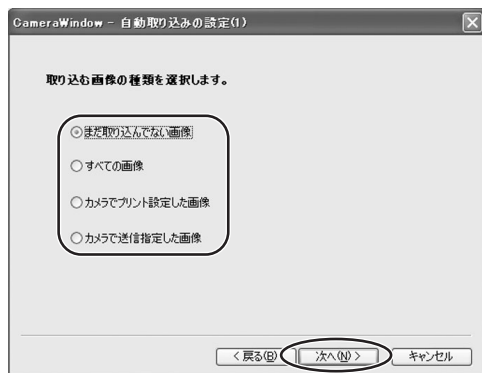 CameraWindow - 自動取り込みの設定(1)
取り込む画像の種類を選択します。
まだ取り込んでない画像
すべての画像
カメラでプリント設定した画像
カメラで送信指定した画像
< 戻る(B)
次へ(N) >
キャンセル